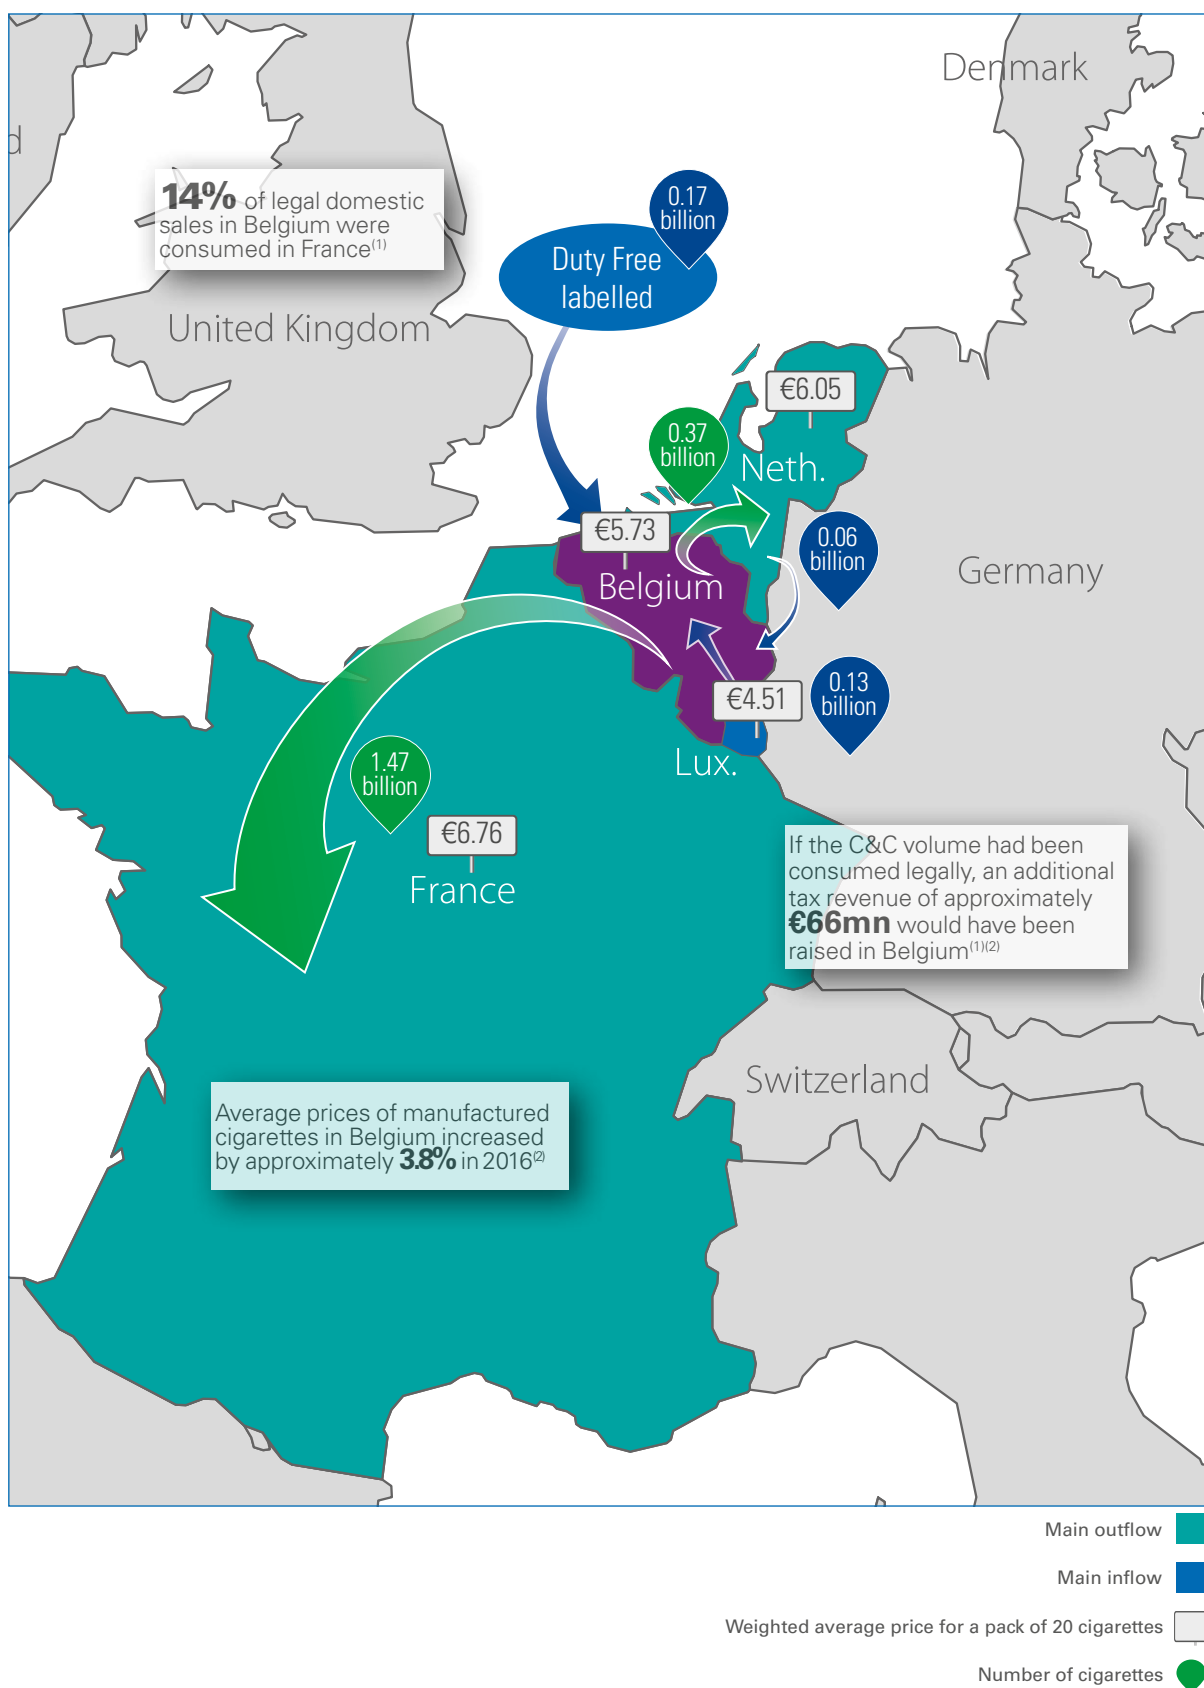 Denmark
d
14% of legal domestic
sales in Belgium were
consumed in France(1)
0.17
billion
Duty Free
labelled
United Kingdom
€6.05
0.37
billion
Neth.
€5.73
0.06
billion
Belgium
Germany
0.13
billion
€4.51
Lux.
1.47
billion
€6.76
France
If the C&C volume had been
consumed legally, an additional
tax revenue of approximately
€66mn would have been
raised in Belgium(1)(2)
Switzerland
Average prices of manufactured
cigarettes in Belgium increased
by approximately 3.8% in 2016(2)
Main outflow
Main inflow
Weighted average price for a pack of 20 cigarettes
Number of cigarettes